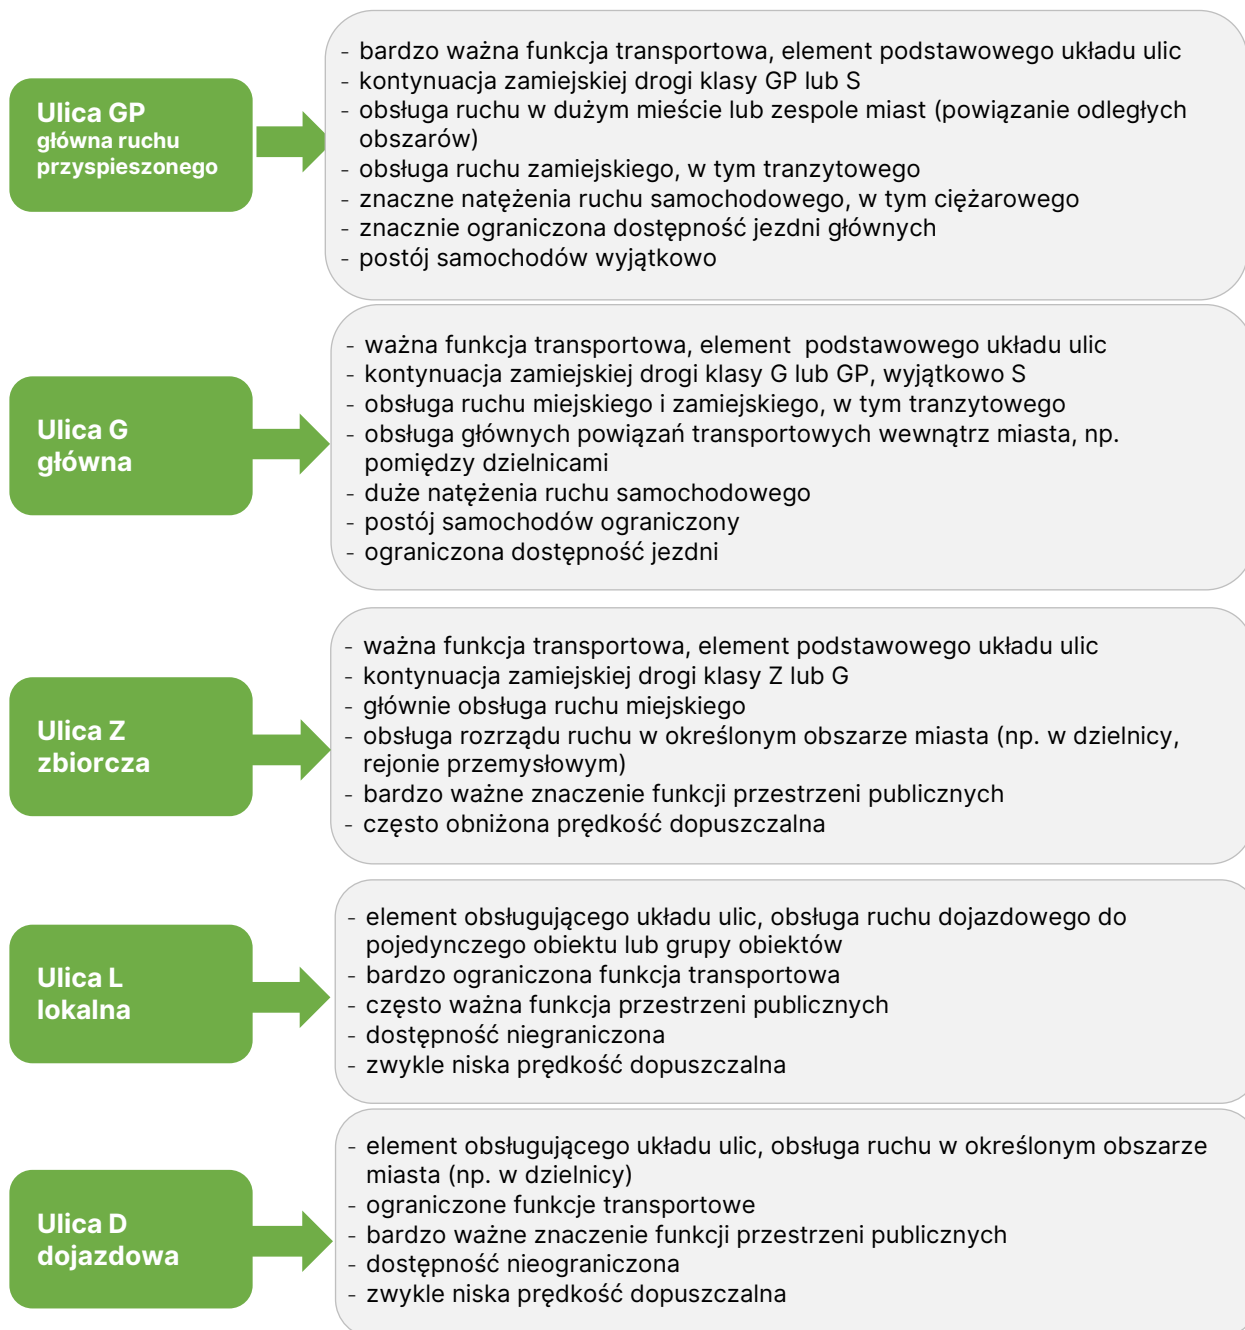 Ulica GP
główna ruchu
przyspieszonego
- bardzo ważna funkcja transportowa, element podstawowego układu ulic
- kontynuacja zamiejskiej drogi klasy GP lub S
- obsługa ruchu w dużym mieście lub zespole miast (powiązanie odległych
obszarów)
- obsługa ruchu zamiejskiego, w tym tranzytowego
- znaczne natężenia ruchu samochodowego, w tym ciężarowego
- znacznie ograniczona dostępność jezdni głównych
- postój samochodów wyjątkowo
Ulica G
główna
- ważna funkcja transportowa, element podstawowego układu ulic
- kontynuacja zamiejskiej drogi klasy G lub GP, wyjątkowo S
- obsługa ruchu miejskiego i zamiejskiego, w tym tranzytowego
- obsługa głównych powiązań transportowych wewnątrz miasta, np.
pomiędzy dzielnicami
- duże natężenia ruchu samochodowego
- postój samochodów ograniczony
- ograniczona dostępność jezdni
Ulica Z
zbiorcza
- ważna funkcja transportowa, element podstawowego układu ulic
- kontynuacja zamiejskiej drogi klasy Z lub G
- głównie obsługa ruchu miejskiego
- obsługa rozrządu ruchu w określonym obszarze miasta (np. w dzielnicy,
rejonie przemysłowym)
- bardzo ważne znaczenie funkcji przestrzeni publicznych
- często obniżona prędkość dopuszczalna
Ulica L
lokalna
- element obsługującego układu ulic, obsługa ruchu dojazdowego do
pojedynczego obiektu lub grupy obiektów
- bardzo ograniczona funkcja transportowa
- często ważna funkcja przestrzeni publicznych
- dostępność niegraniczona
- zwykle niska prędkość dopuszczalna
Ulica D
dojazdowa
- element obsługującego układu ulic, obsługa ruchu w określonym obszarze
miasta (np. w dzielnicy)
- ograniczone funkcje transportowe
- bardzo ważne znaczenie funkcji przestrzeni publicznych
- dostępność nieograniczona
- zwykle niska prędkość dopuszczalna